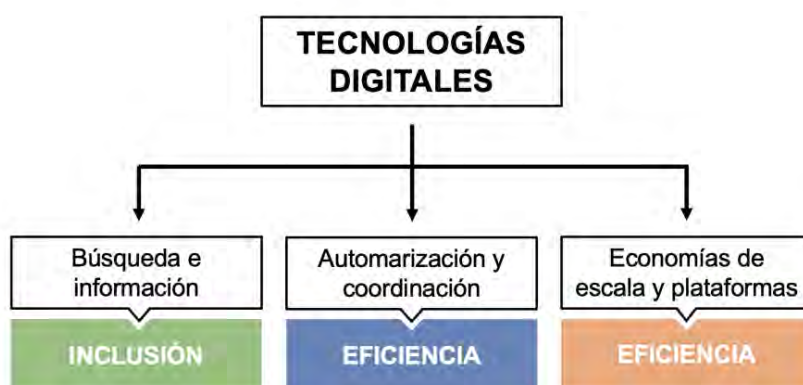 TECNOLOGÍAS
DIGITALES
Búsqueda e
información
INCLUSIÓN
Automarización y
coordinación
EFICIENCIA
Economías de
escala y plataformas
EFICIENCIA